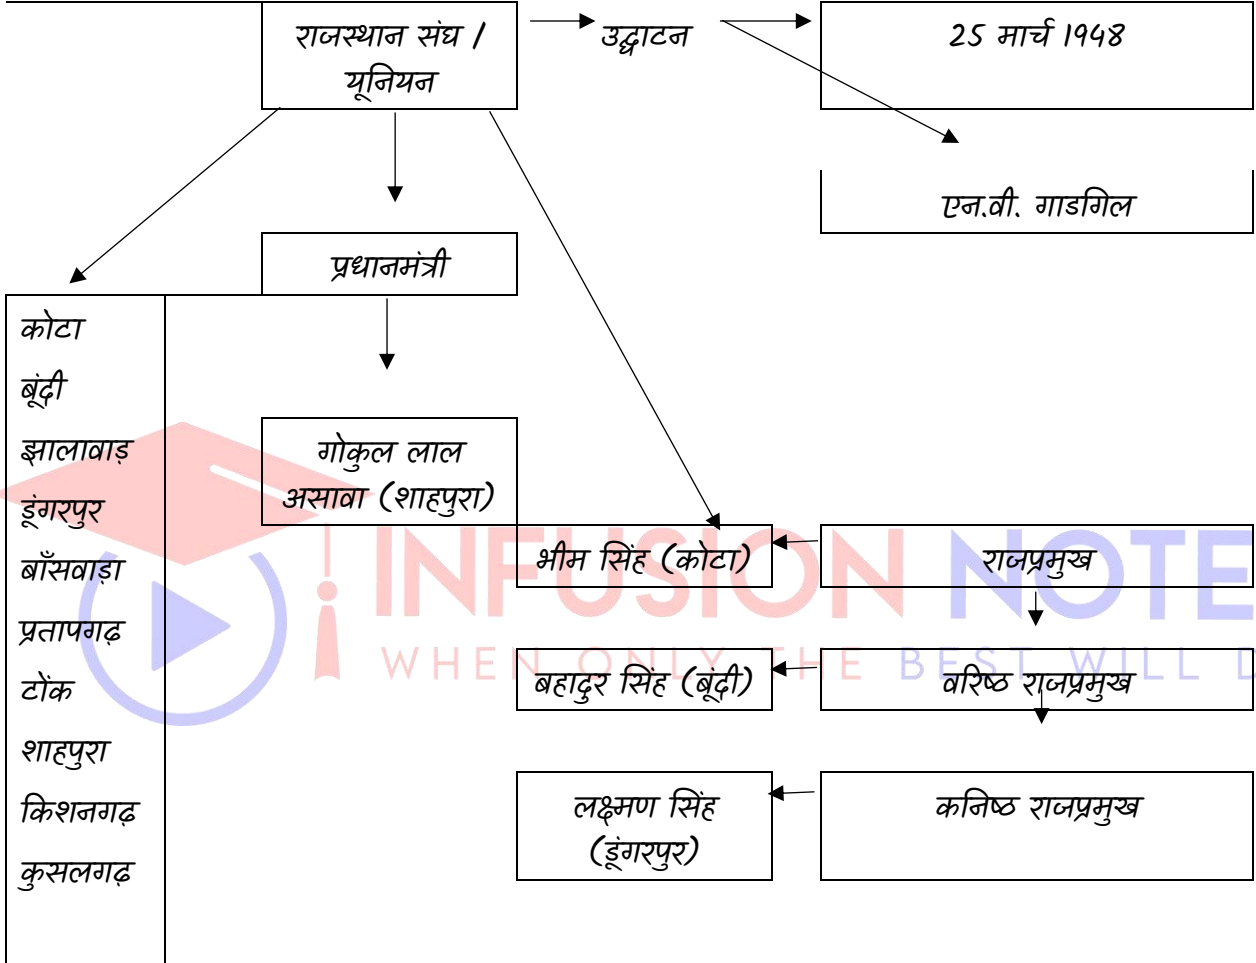 राजस्थान संघ /
यूनियन
उद्घाटन
25 मार्च 1948
एन.वी. गाडगिल
प्रधानमंत्री
कोटा
बूंदी
झालावाड़
डूंगरपुर
बाँसवाड़ा
प्रतापगढ़
टोंक
शाहपुरा
किशनगढ़
कुसलगढ़
गोकुल लाल
असावा (शाहपुरा)
भीम सिंह (कोटा)
राजप्रमुख
बहादुर सिंह (बूंदी)
वरिष्ठ राजप्रमुख
लक्ष्मण सिंह
(डूंगरपुर)
कनिष्ठ राजप्रमुख
INFUSION NOTE
WHEN ONLY THE BEST WILL D